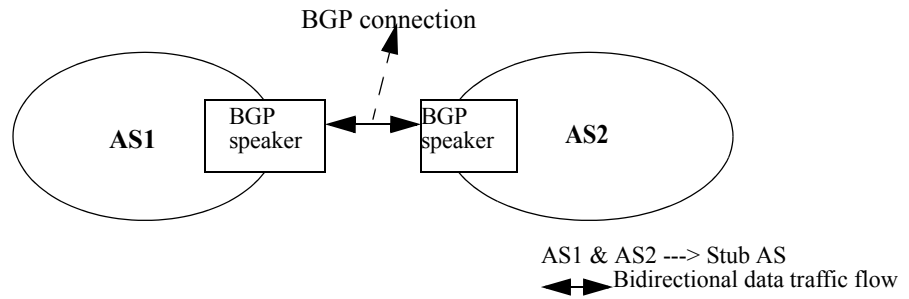 BGP connection
AS1
BGP
speaker
BGP
speaker
AS2
AS1 & AS2 ---> Stub AS
Bidirectional data traffic flow